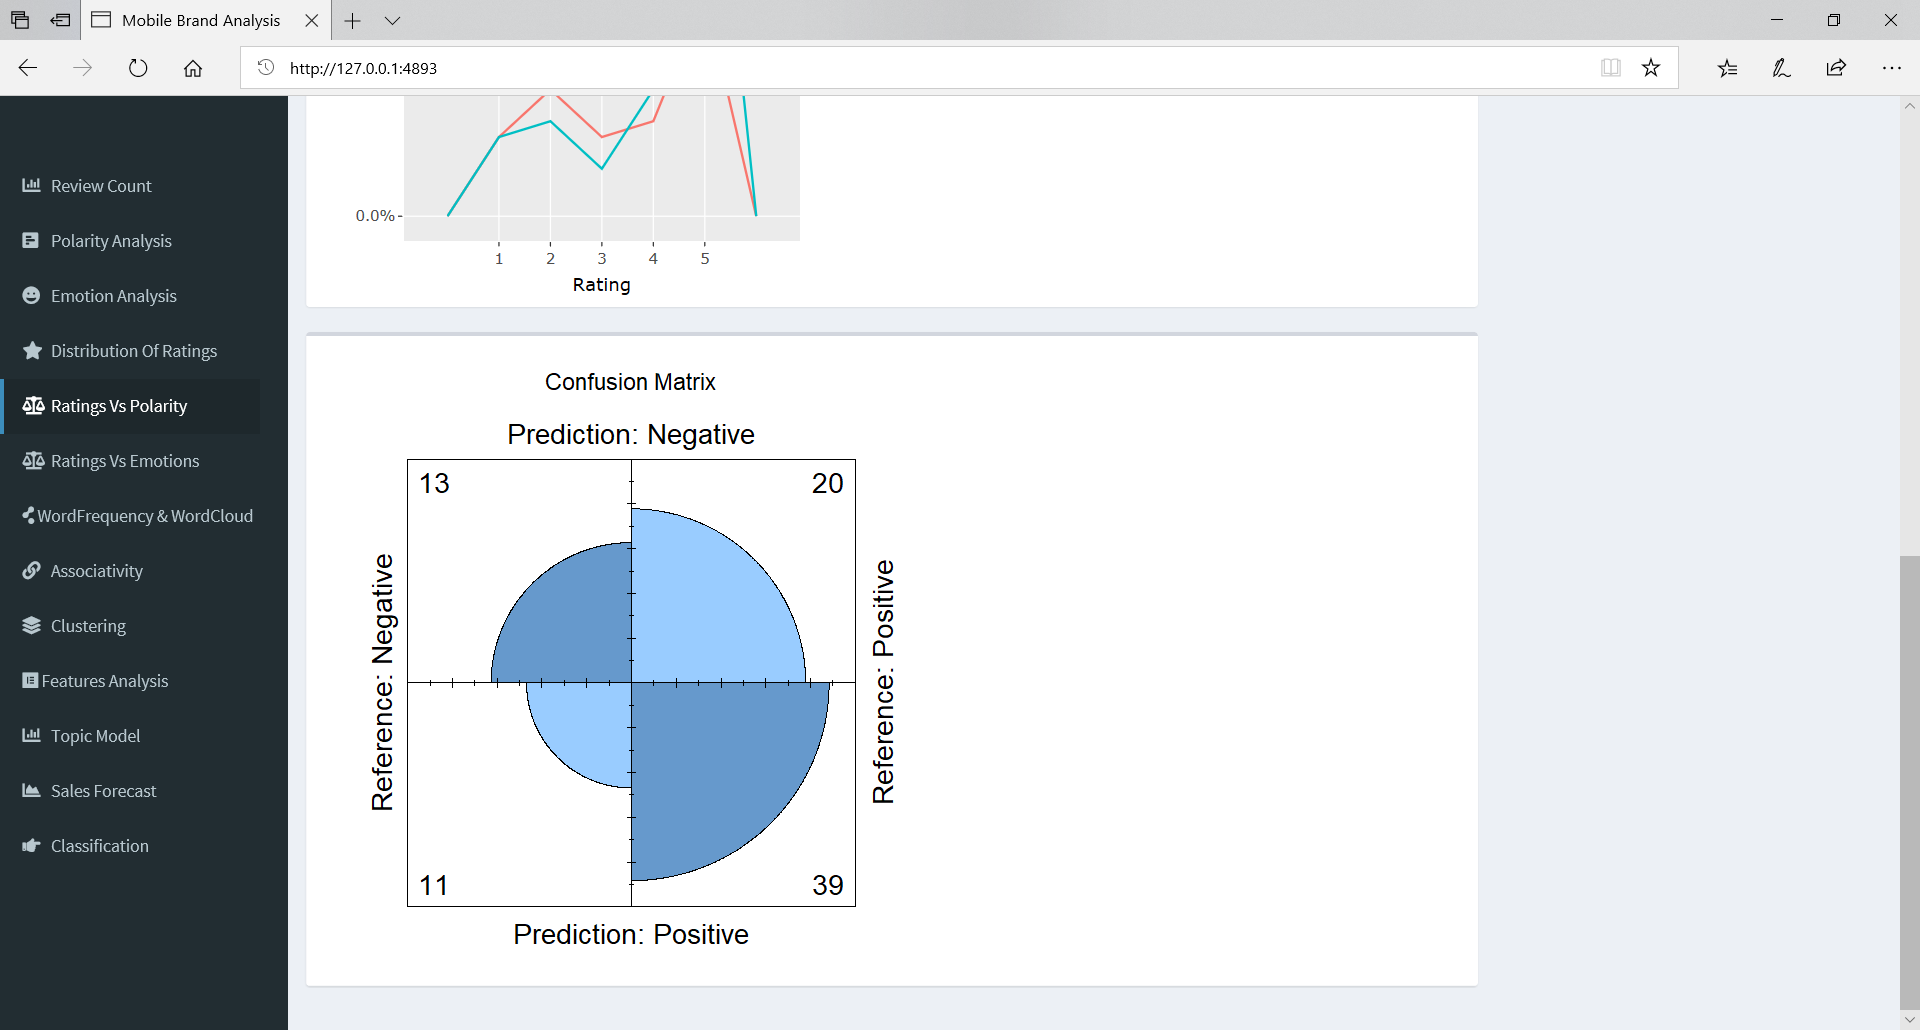 Mobile Brand Analysis
http://127.0.0.1:4893
Review Count
Polarity Analysis
Emotion Analysis
Distribution Of Ratings
Ratings Vs Polarity
Ratings Vs Emotions
WordFrequency & WordCloud
Associativity
Clustering
Features Analysis
Topic Model
Sales Forecast
Classification
0.0%
1 2 3 4 5
Rating
Confusion Matrix
Prediction: Negative
13 20
Reference: Negative
Reference: Positive
11 39
Prediction: Positive